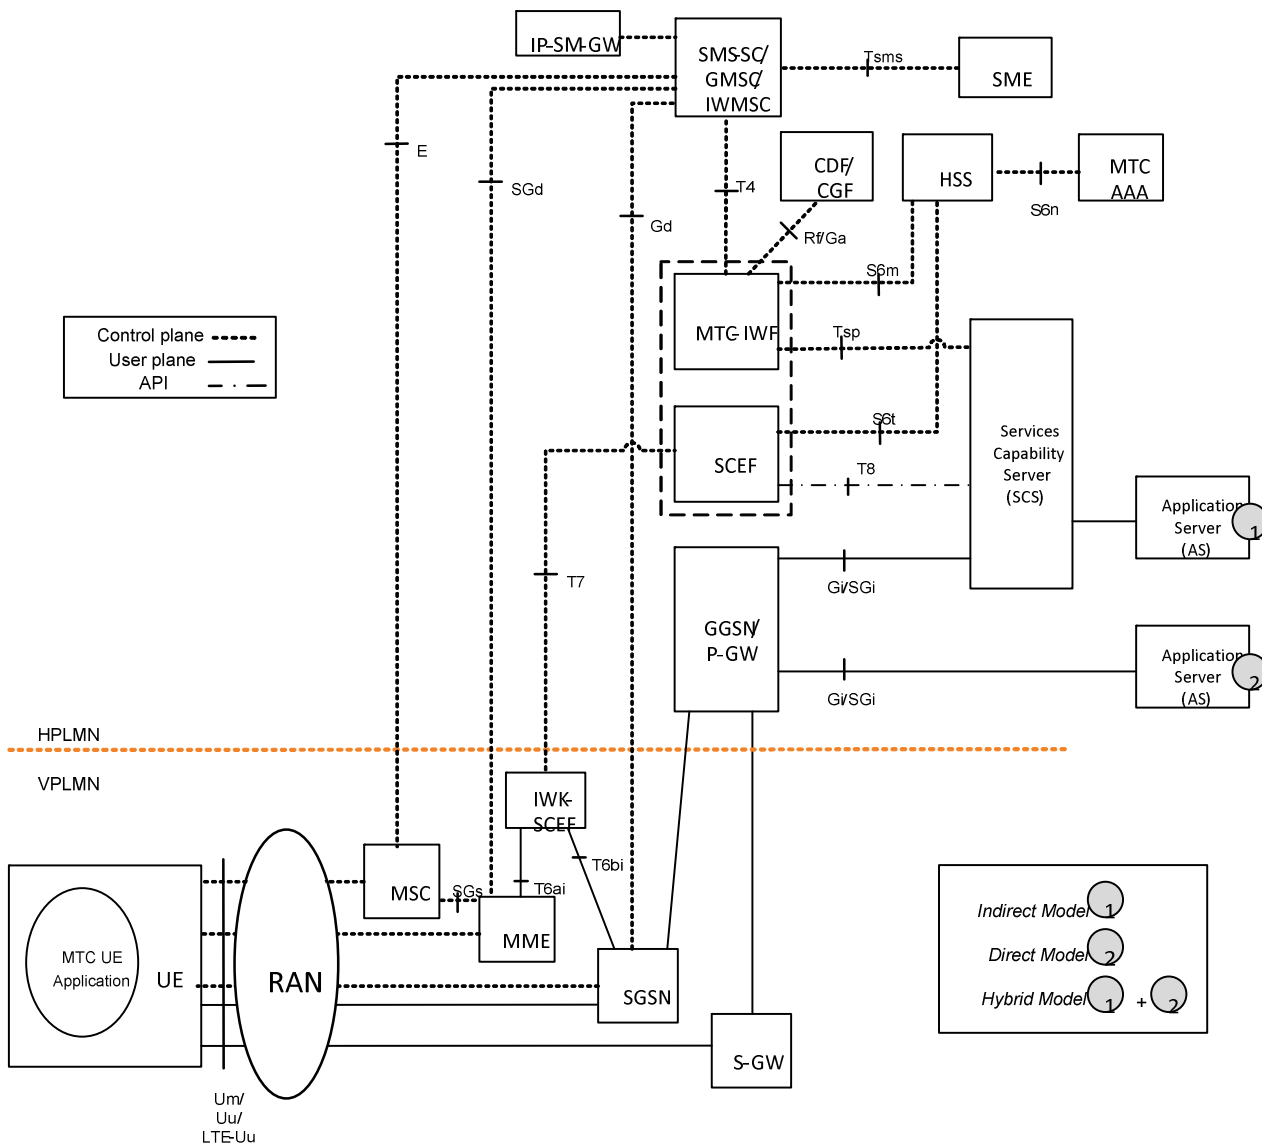 IP-SM-GW
SMS-SC/
GMSC/
IWMSC
Tsms
SME
E
SGd
Gd
T4
CDF/
CGF
Rf/Ga
HSS
S6n
MTC
AAA
S6m
MTC-IWF
Tsp
Control plane
User plane
API
S6t
SCEF
T8
Services
Capability
Server
(SCS)
Application
Server
(AS)
1
T7
Gi/SGi
GGSN/
P-GW
Gi/SGi
Application
Server
(AS)
2
HPLMN
VPLMN
IWK-
SCEF
T6bi
T6ai
MSC
SGs
MME
MTC UE
Application
UE
RAN
SGSN
S-GW
Um/
Uu/
LTE-Uu
Indirect Model 1
Direct Model 2
Hybrid Model 1 + 2